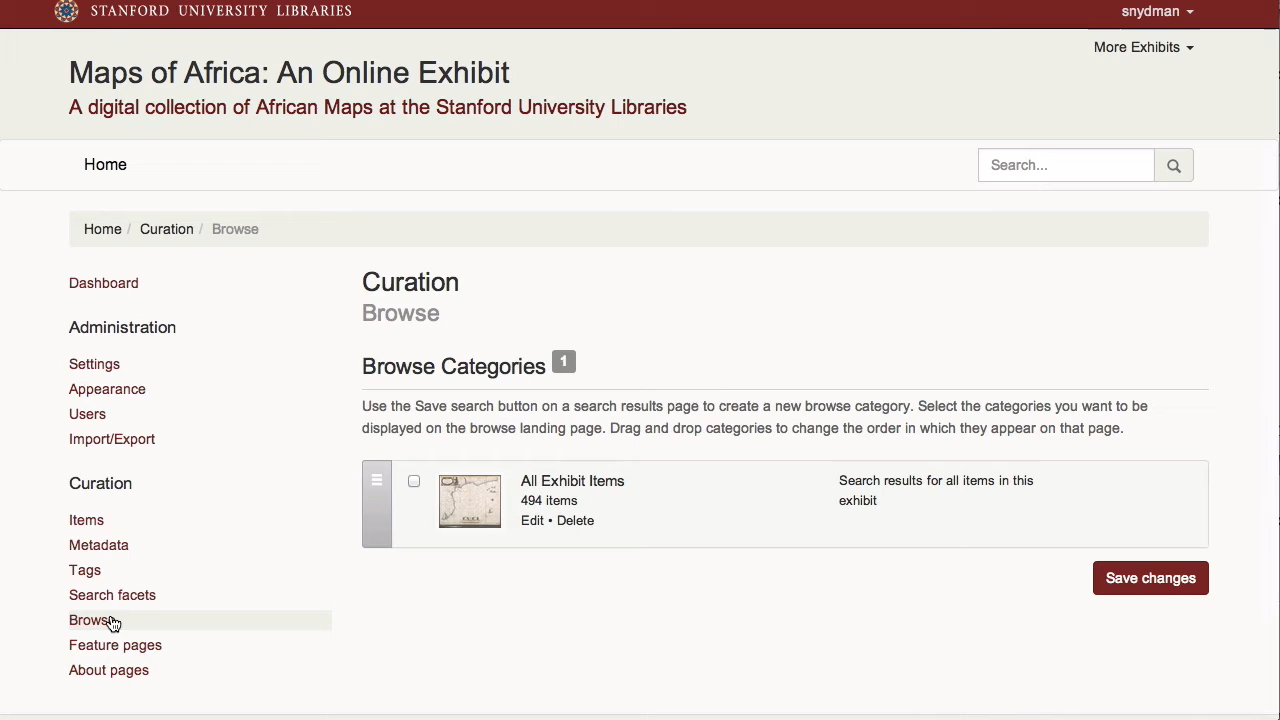 STANFORD UNIVERSITY LIBRARIES
snydman
More Exhibits
Maps of Africa: An Online Exhibit
A digital collection of African Maps at the Stanford University Libraries
Home
Search...
Home / Curation / Browse
Dashboard
Administration
Settings
Appearance
Users
Import/Export
Curation
Items
Metadata
Tags
Search facets
Browse
Feature pages
About pages
Curation
Browse
Browse Categories 1
Use the Save search button on a search results page to create a new browse category. Select the categories you want to be
displayed on the browse landing page. Drag and drop categories to change the order in which they appear on that page.
All Exhibit Items
494 items
Edit • Delete
Search results for all items in this
exhibit
Save changes